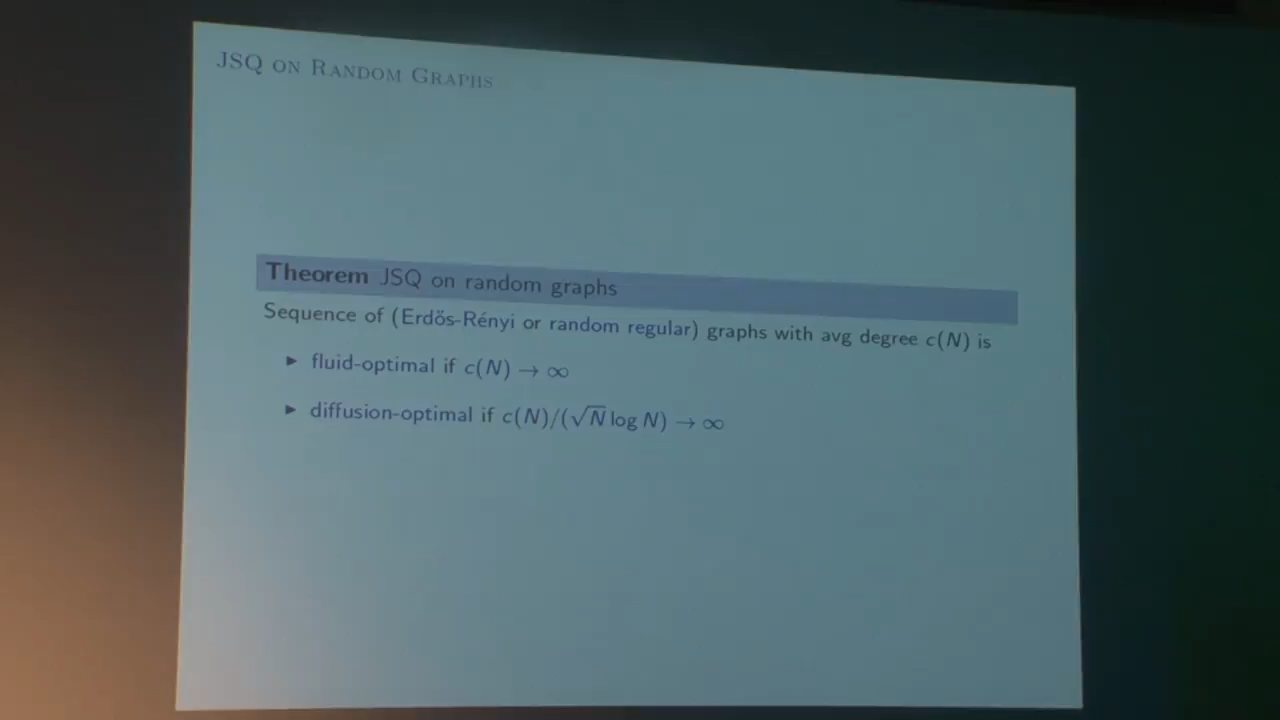 JSQ on Random Graphs
Theorem JSQ on random graphs
Sequence of (Erdős-Rényi or random regular) graphs with avg degree c(N) is
▶ fluid-optimal if c(N) → ∞
▶ diffusion-optimal if c(N)/(√N log N) → ∞